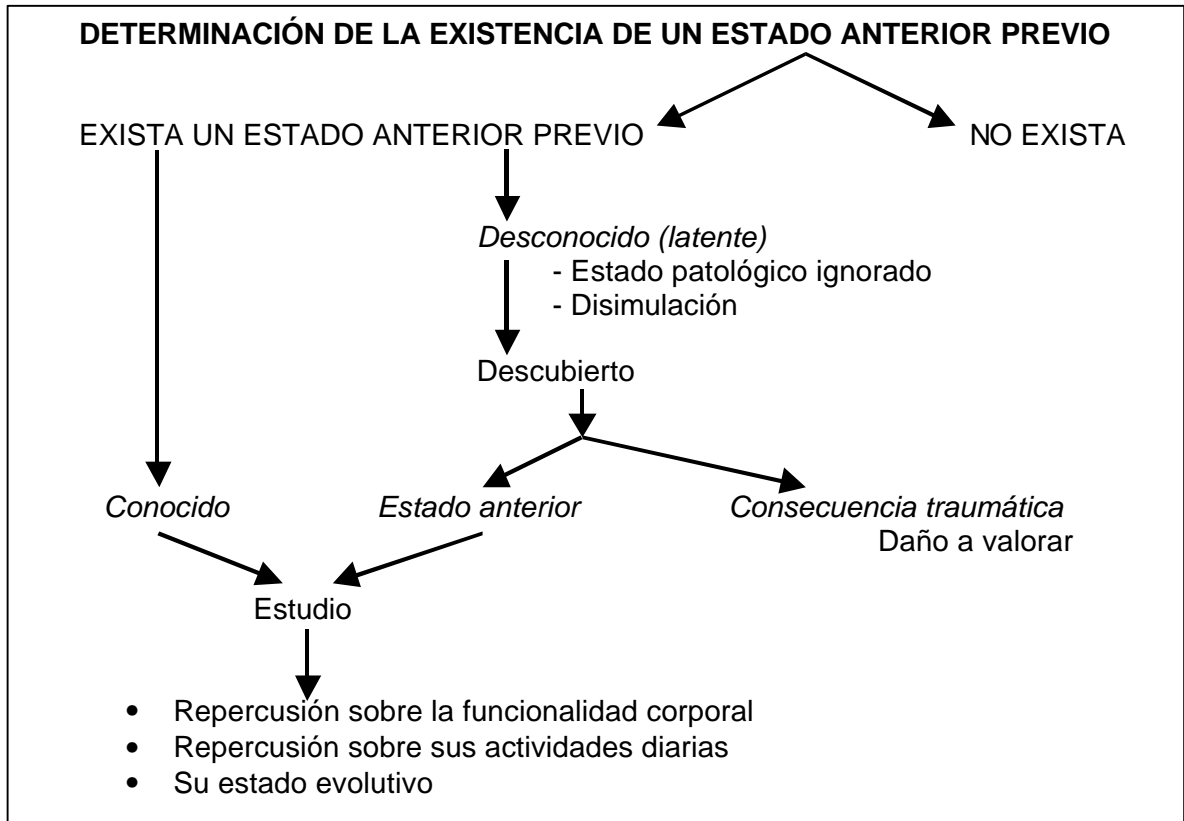 DETERMINACIÓN DE LA EXISTENCIA DE UN ESTADO ANTERIOR PREVIO
EXISTA UN ESTADO ANTERIOR PREVIO
NO EXISTA
Desconocido (latente)
- Estado patológico ignorado
- Disimulación
Descubierto
Conocido
Estado anterior
Consecuencia traumática
Daño a valorar
Estudio
• Repercusión sobre la funcionalidad corporal
• Repercusión sobre sus actividades diarias
• Su estado evolutivo